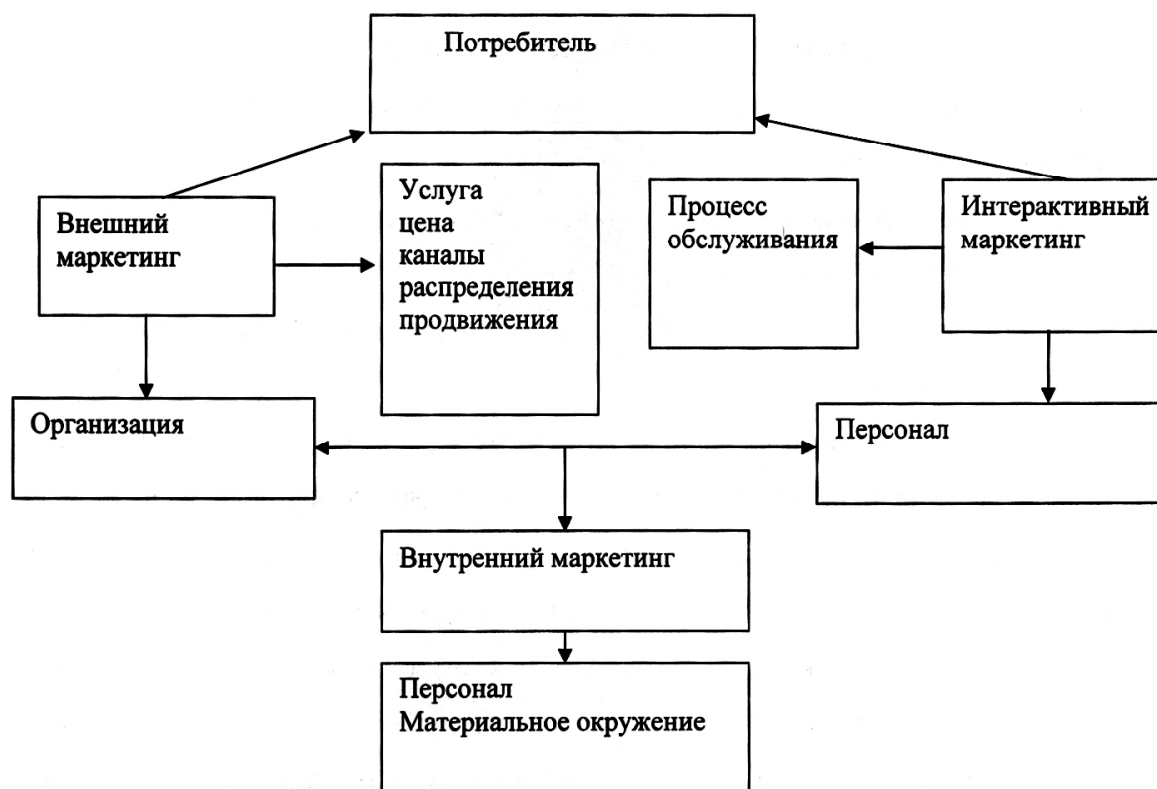 Потребитель
Внешний
маркетинг
Услуга
цена
каналы
распределения
продвижения
Процесс
обслуживания
Интерактивный
маркетинг
Организация
Персонал
Внутренний маркетинг
Персонал
Материальное окружение